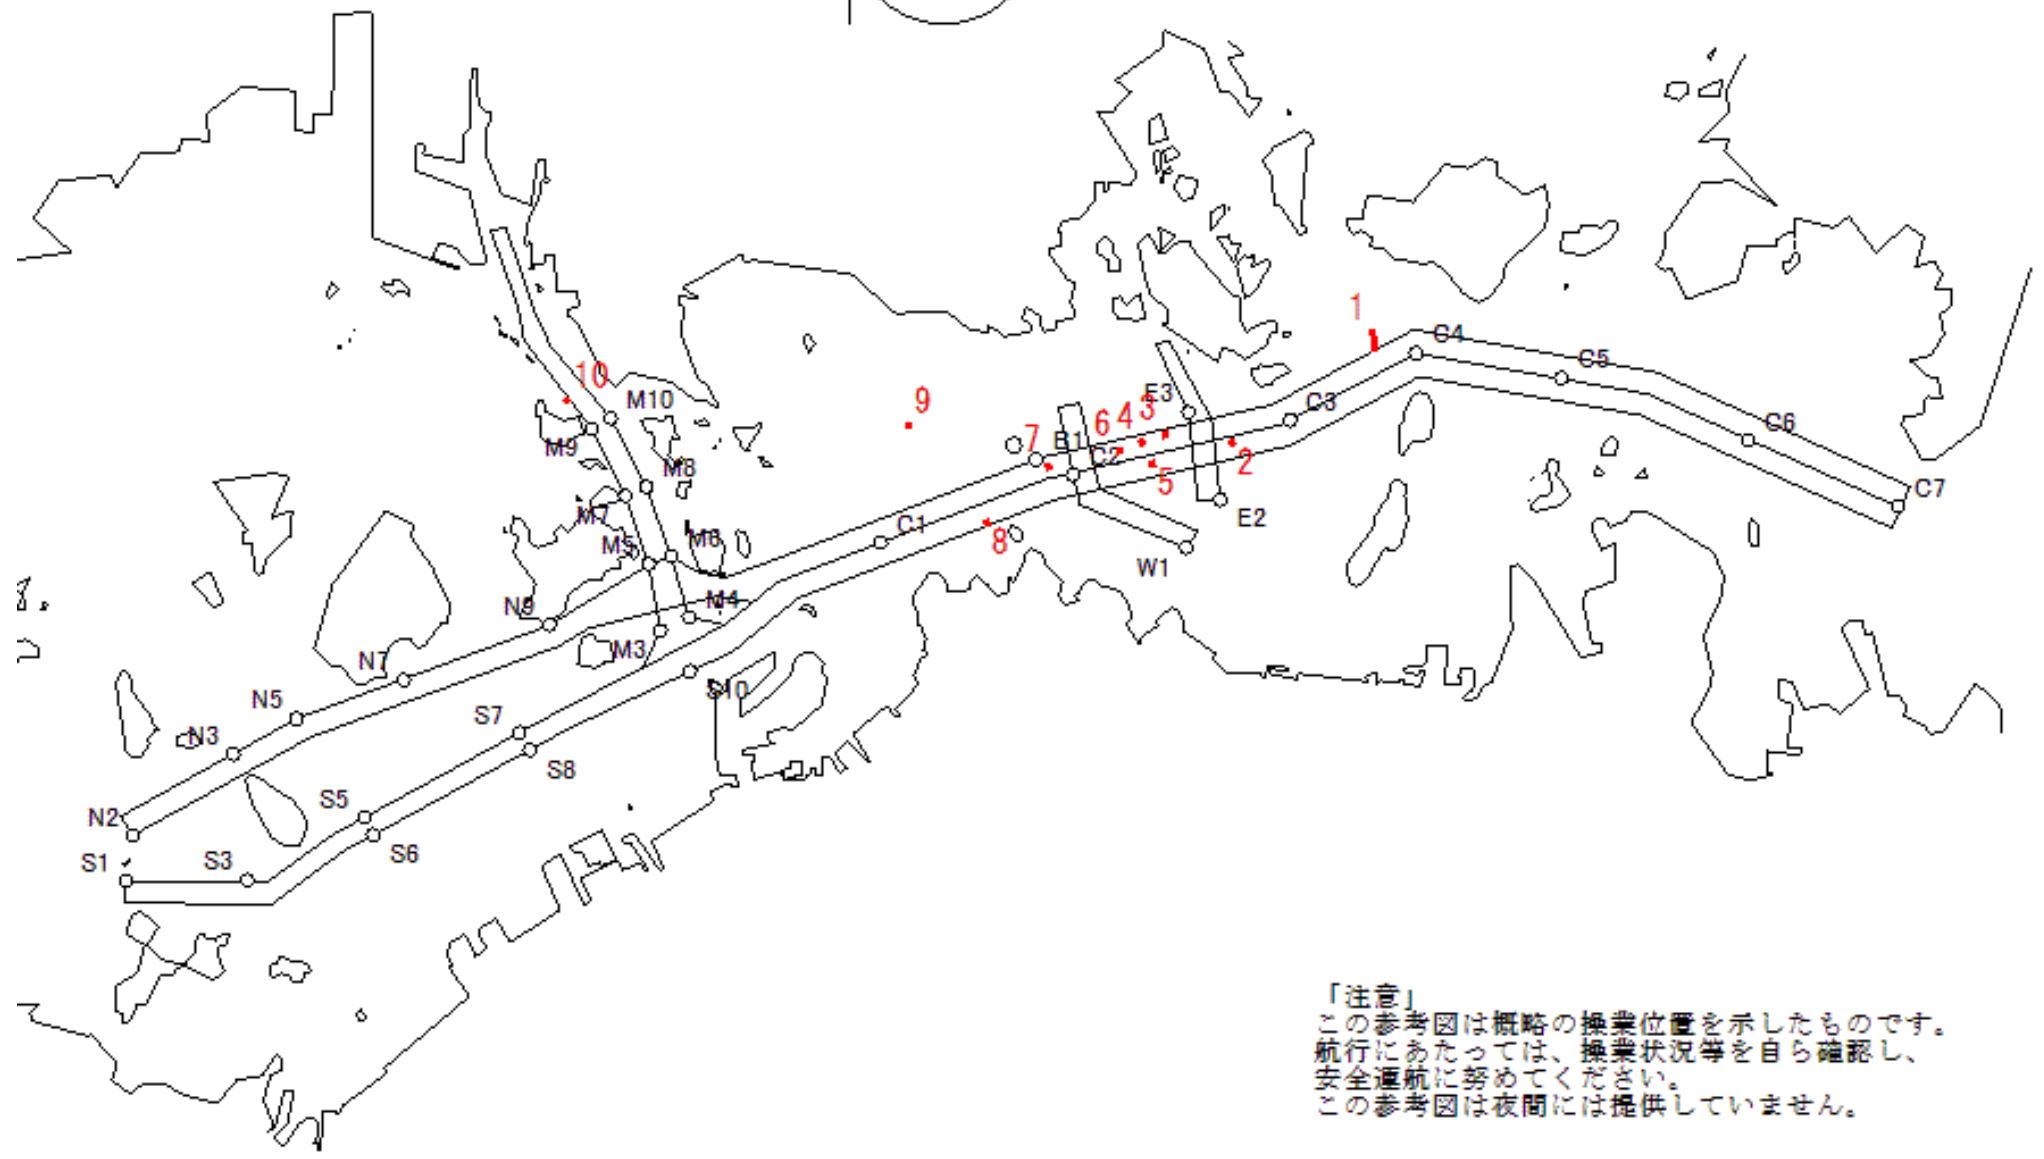 1
C4
C5
10
M10
9
E3
3
4
6
C3
C6
7
B1
M9
M8
C2
2
5
C7
M7
E2
M5
M6
C1
8
W1
N9
M4
M3
N7
S10
N5
S7
N3
S8
S5
N2
S6
S1
S3
「注意」
この参考図は概略の操業位置を示したものです。
航行にあたっては、操業状況等を自ら確認し、
安全運航に努めてください。
この参考図は夜間には提供していません。